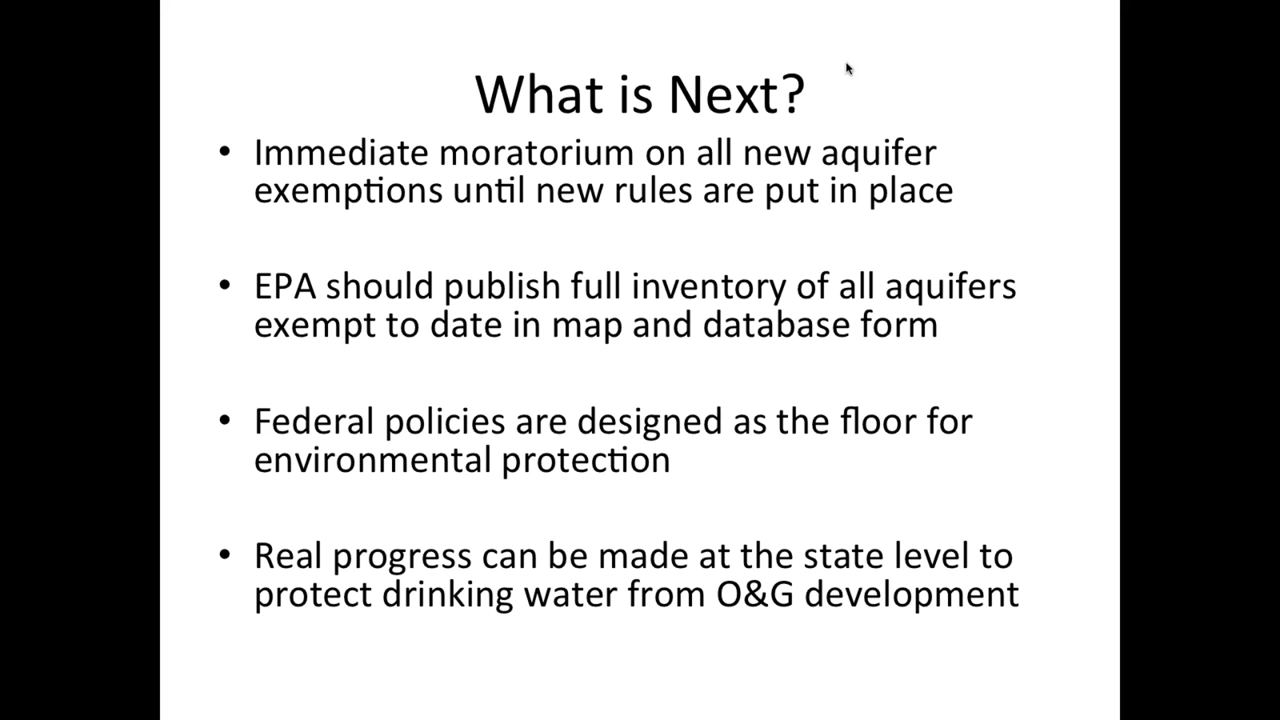 What is Next?
• Immediate moratorium on all new aquifer
exemptions until new rules are put in place
• EPA should publish full inventory of all aquifers
exempt to date in map and database form
• Federal policies are designed as the floor for
environmental protection
• Real progress can be made at the state level to
protect drinking water from O&G development